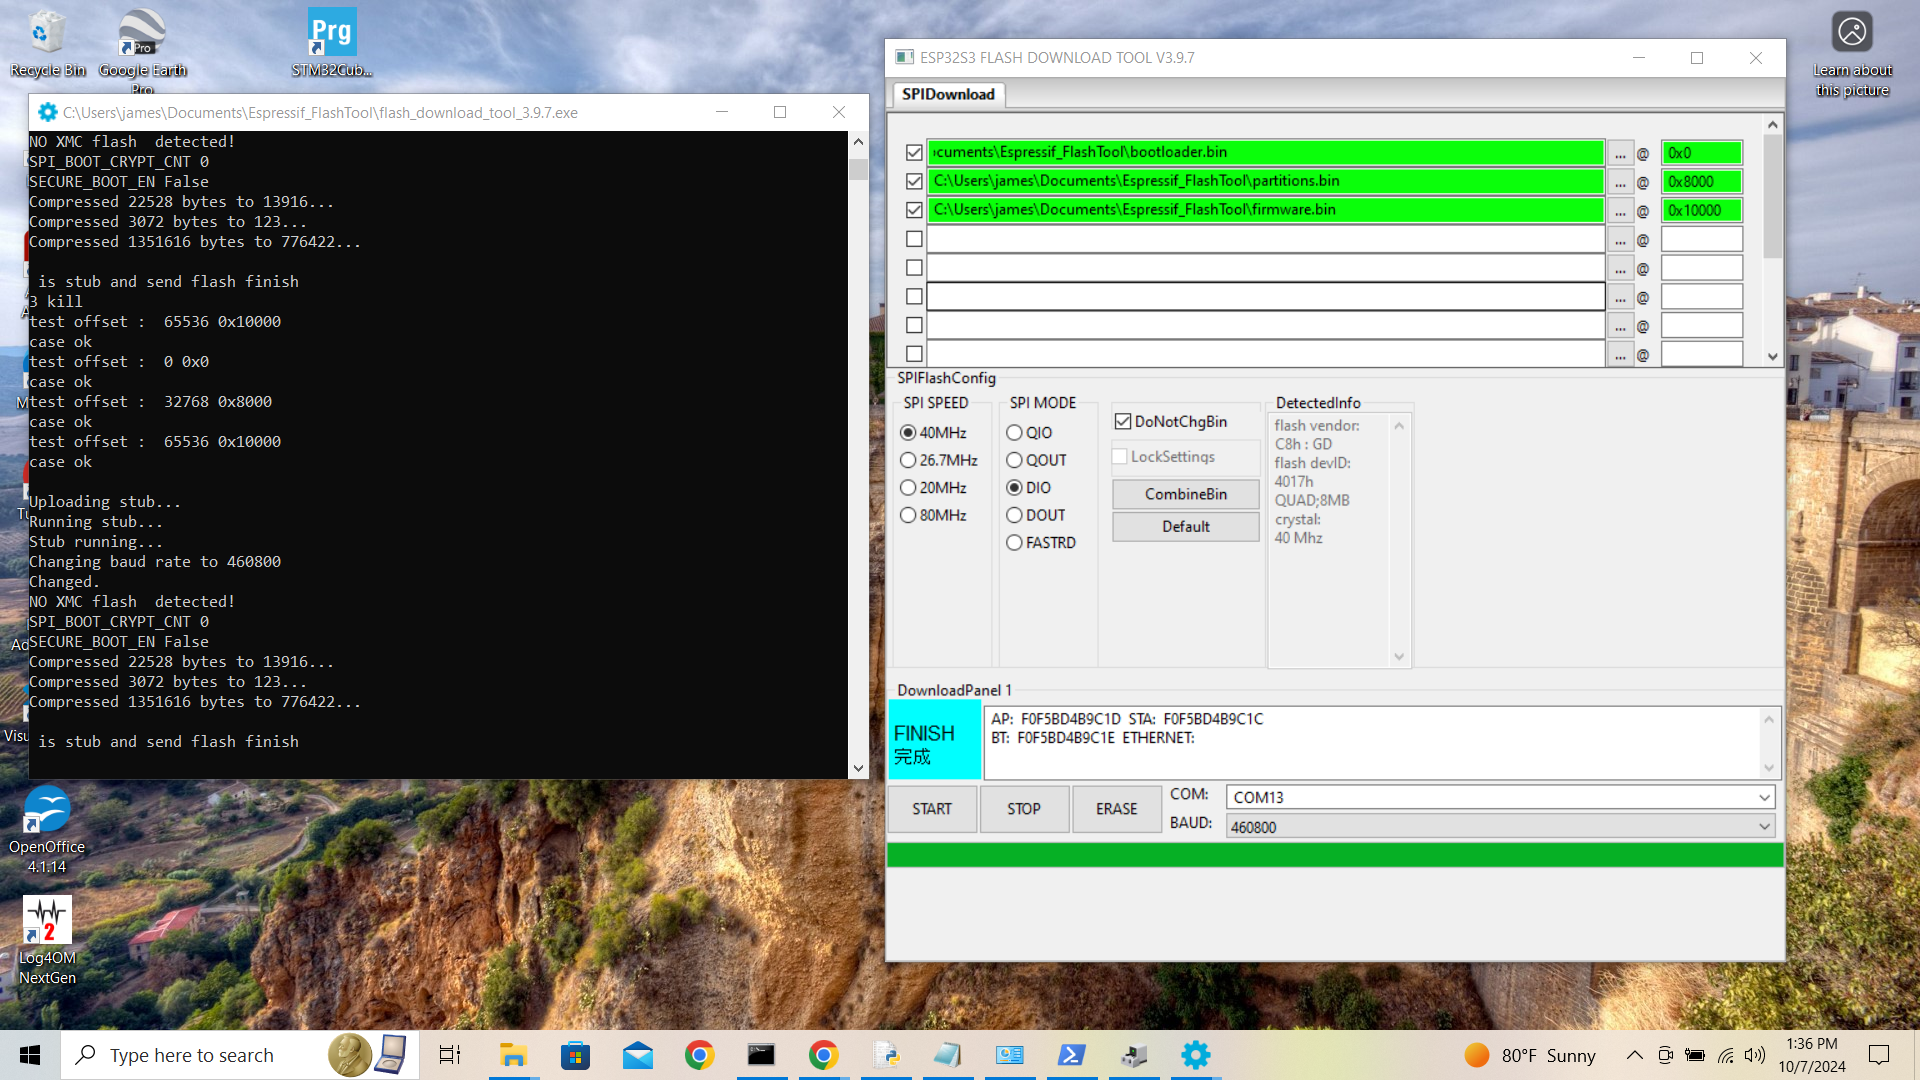 Recycle Bin
Google Earth
Pro
Prg
STM32Cub...
Learn about
this picture
C:\Users\james\Documents\Espressif_FlashTool\flash_download_tool_3.9.7.exe
NO XMC flash  detected!
SPI_BOOT_CRYPT_CNT 0
SECURE_BOOT_EN False
Compressed 22528 bytes to 13916...
Compressed 3072 bytes to 123...
Compressed 1351616 bytes to 776422...
is stub and send flash finish
3 kill
test offset :  65536 0x10000
case ok
test offset :  0 0x0
case ok
test offset :  32768 0x8000
case ok
test offset :  65536 0x10000
case ok
Uploading stub...
Running stub...
Stub running...
Changing baud rate to 460800
Changed.
NO XMC flash  detected!
SPI_BOOT_CRYPT_CNT 0
SECURE_BOOT_EN False
Compressed 22528 bytes to 13916...
Compressed 3072 bytes to 123...
Compressed 1351616 bytes to 776422...
is stub and send flash finish
OpenOffice
4.1.14
2
Log4OM
NextGen
ESP32S3 FLASH DOWNLOAD TOOL V3.9.7
SPIDownload
cuments\Espressif_FlashTool\bootloader.bin ... @ 0x0
C:\Users\james\Documents\Espressif_FlashTool\partitions.bin ... @ 0x8000
C:\Users\james\Documents\Espressif_FlashTool\firmware.bin ... @ 0x10000
... @
... @
... @
... @
... @
SPIFlashConfig
SPI SPEED
40MHz
26.7MHz
20MHz
80MHz
SPI MODE
QIO
QOUT
DIO
DOUT
FASTRD
DoNotChgBin
LockSettings
CombineBin
Default
DetectedInfo
flash vendor:
C8h : GD
flash devID:
4017h
QUAD;8MB
crystal:
40 Mhz
DownloadPanel 1
FINISH
完成
AP:  F0F5BD4B9C1D  STA:  F0F5BD4B9C1C
BT:  F0F5BD4B9C1E  ETHERNET:
START
STOP
ERASE
COM: COM13
BAUD: 460800
Type here to search
80°F Sunny
1:36 PM
10/7/2024